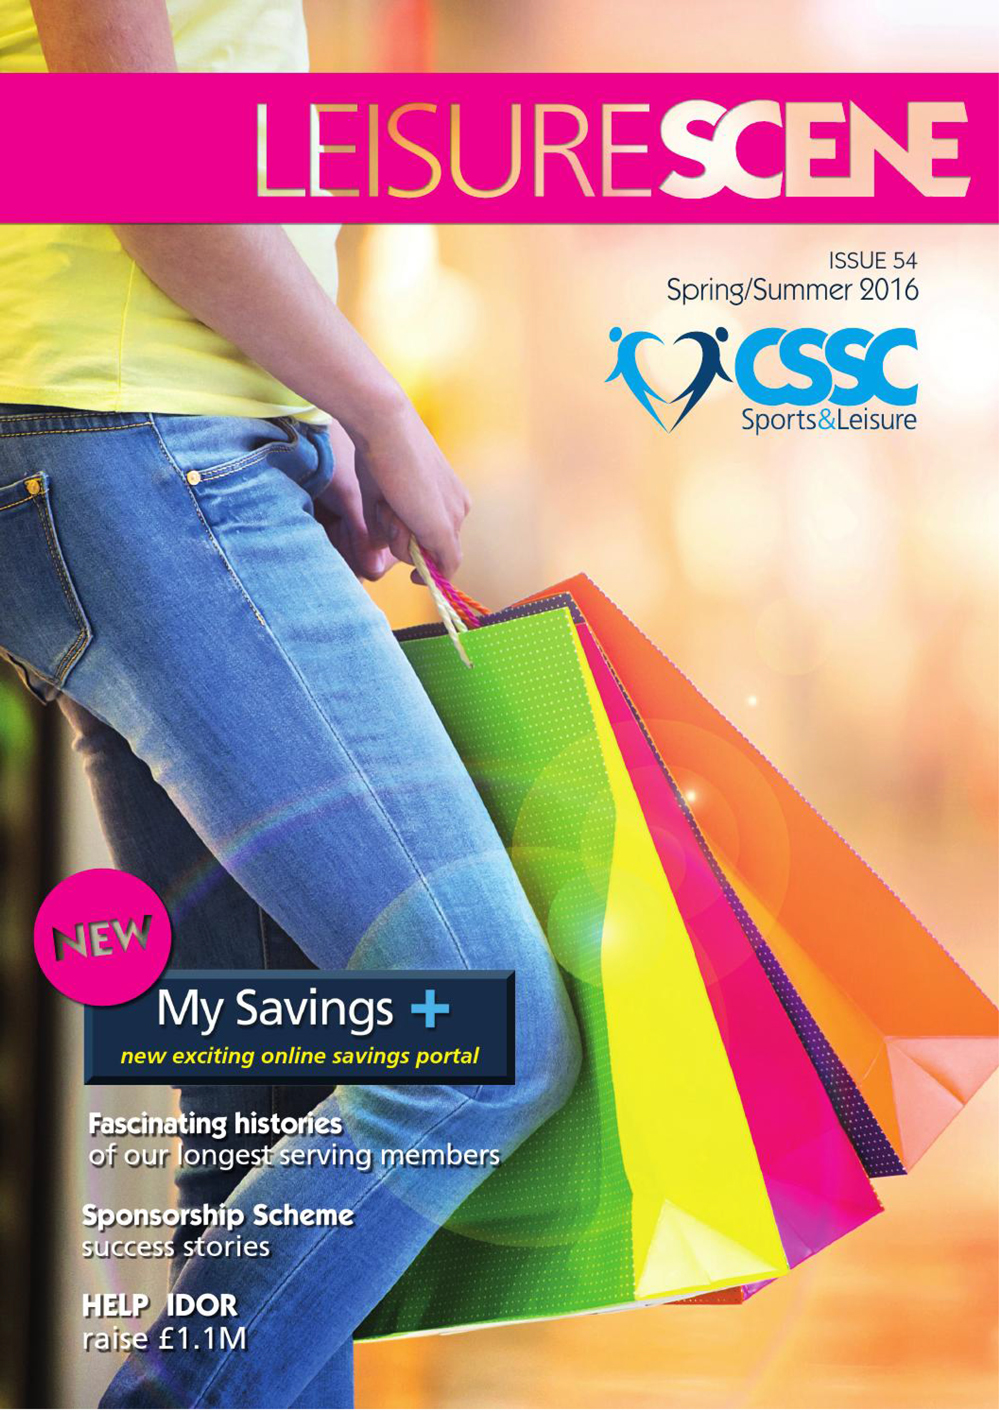 LEISURESCENE
ISSUE 54
Spring/Summer 2016
CSSC
Sports&Leisure
NEW
My Savings +
new exciting online savings portal
Fascinating histories
of our longest serving members
Sponsorship Scheme
success stories
HELP IDOR
raise £1.1M